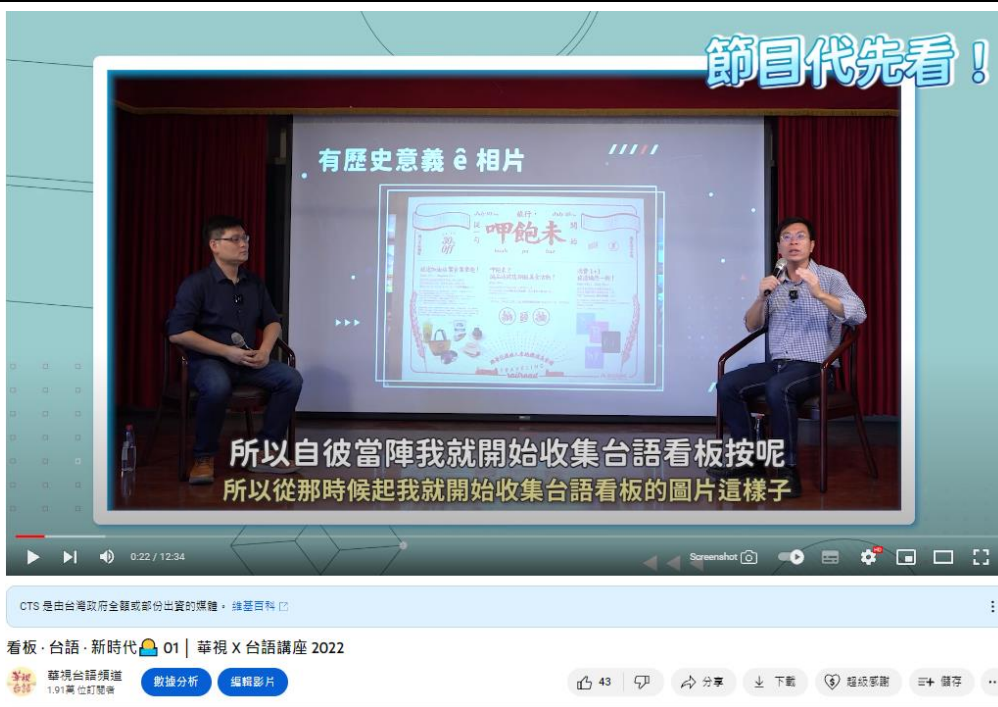 節目代先看！
有歷史意義 ê 相片
旅行，
呷飽未
TRAVELING
所以自彼當陣我就開始收集台語看板按呢
所以從那時候起我就開始收集台語看板的圖片這樣子
0:22 / 12:34
Screenshot
CTS 是由台灣政府全額或部份出資的媒體。 維基百科
看板 · 台語 · 新時代 01 │ 華視 X 台語講座 2022
華視台語頻道
1.91萬 位訂閱者
數據分析
編輯影片
43
分享
下載
超級感謝
儲存